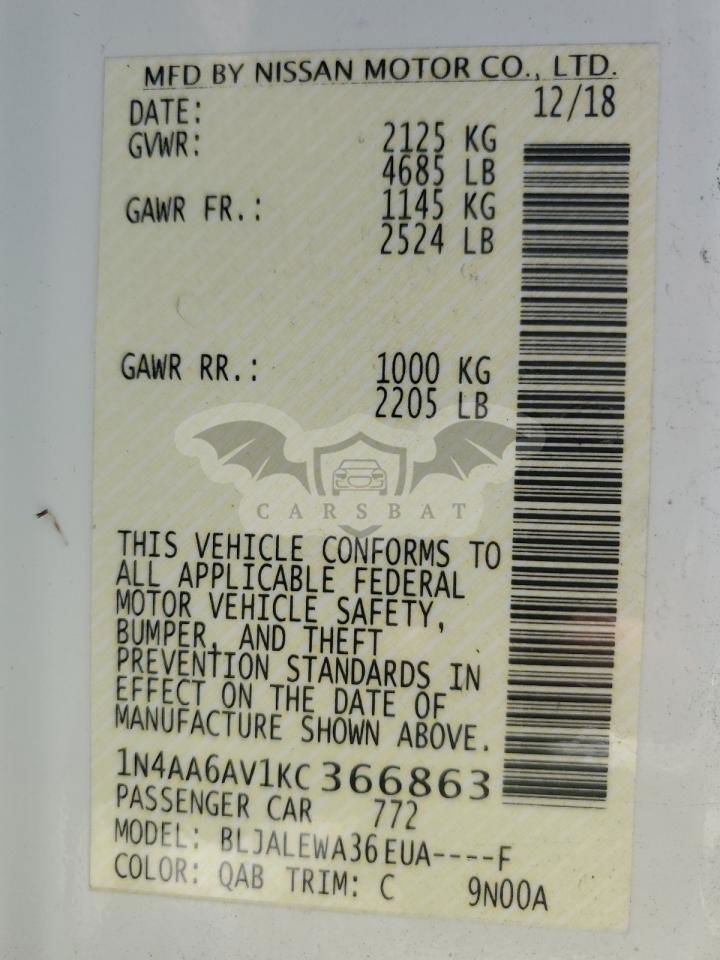 MFD BY NISSAN MOTOR CO., LTD.
DATE: 12/18
GVWR: 2125 KG
4685 LB
GAWR FR.: 1145 KG
2524 LB
GAWR RR.: 1000 KG
2205 LB
CARSBAT
THIS VEHICLE CONFORMS TO
ALL APPLICABLE FEDERAL
MOTOR VEHICLE SAFETY,
BUMPER, AND THEFT
PREVENTION STANDARDS IN
EFFECT ON THE DATE OF
MANUFACTURE SHOWN ABOVE.
1N4AA6AV1KC366863
PASSENGER CAR 772
MODEL: BLJALEWA36EUA----F
COLOR: QAB TRIM: C 9N00A